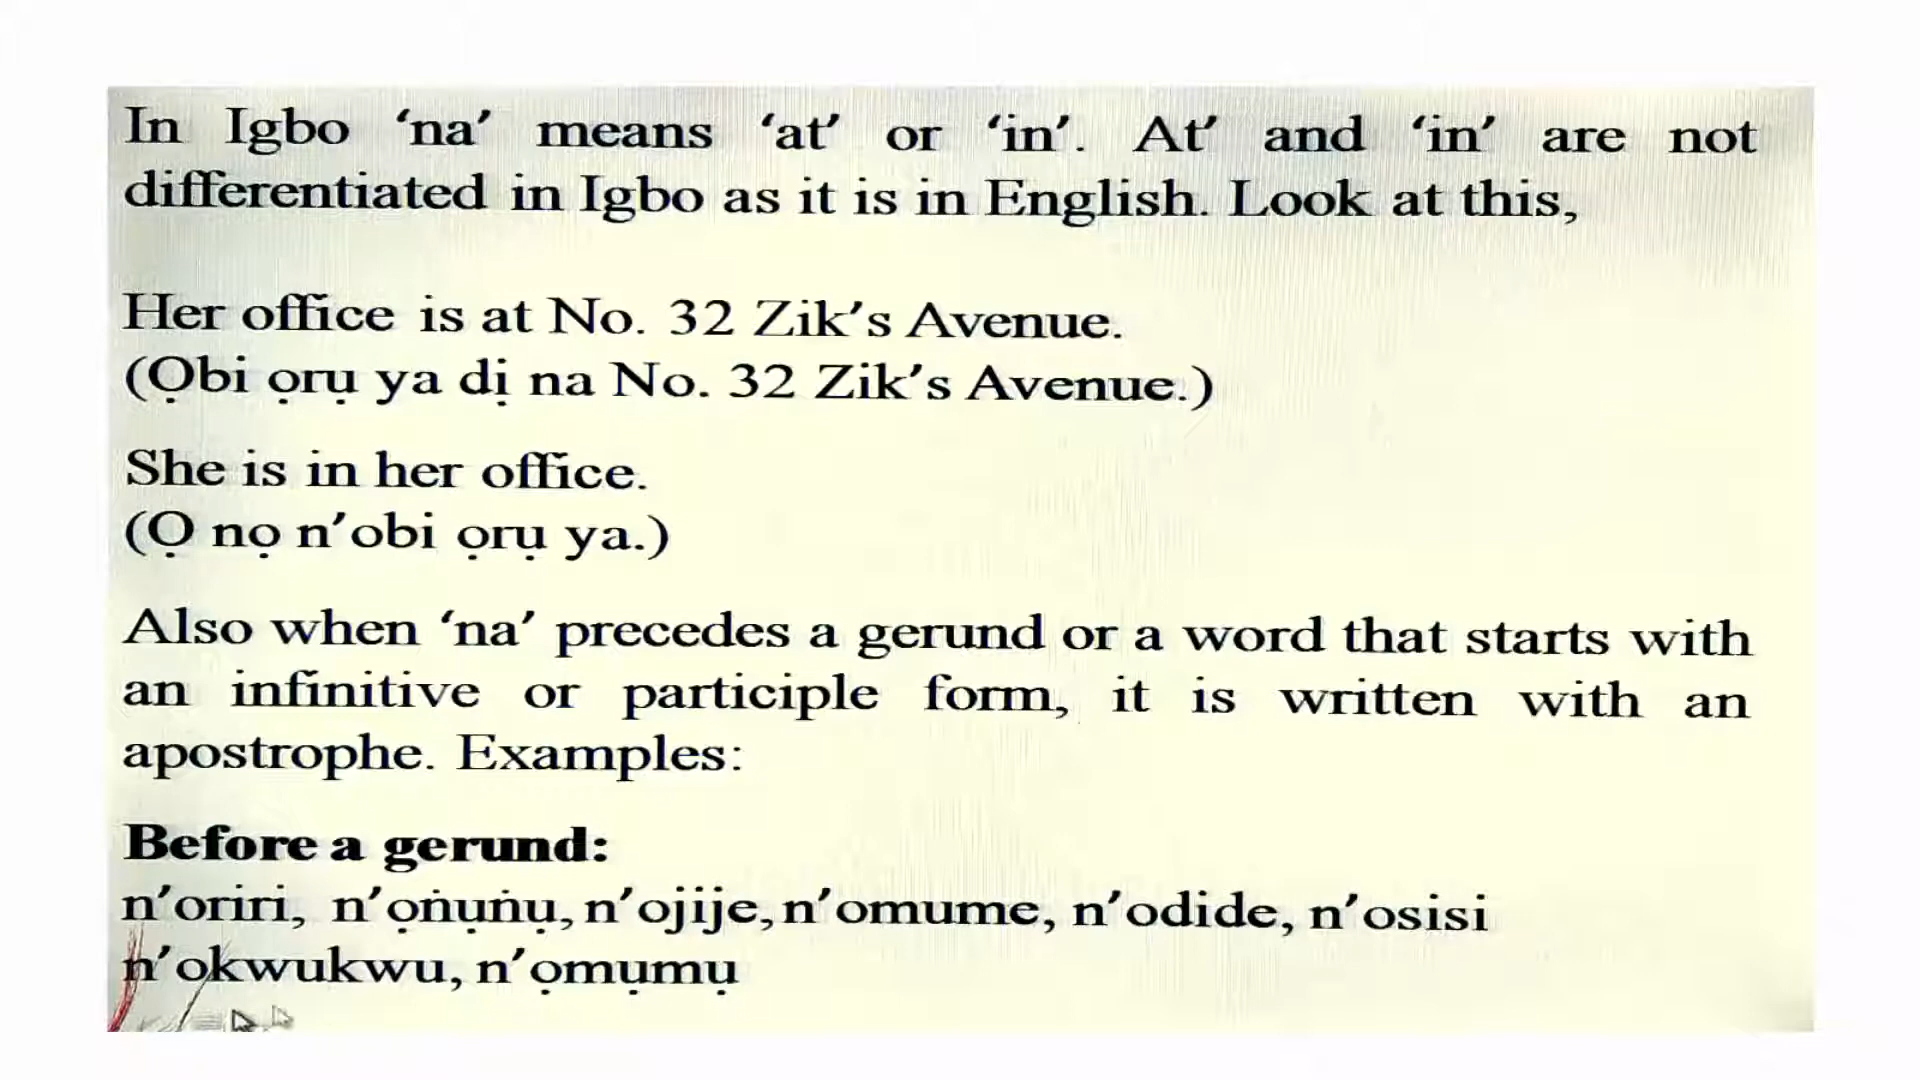 In Igbo ‘na’ means ‘at’ or ‘in’. At’ and ‘in’ are not
differentiated in Igbo as it is in English. Look at this,
Her office is at No. 32 Zik’s Avenue.
(Ọbi ọrụ ya dị na No. 32 Zik’s Avenue.)
She is in her office.
(Ọ nọ n’obi ọrụ ya.)
Also when ‘na’ precedes a gerund or a word that starts with
an infinitive or participle form, it is written with an
apostrophe. Examples:
Before a gerund:
n’oriri, n’ọṅụṅụ, n’ojije, n’omume, n’odide, n’osisi
n’okwukwu, n’ọmụmụ